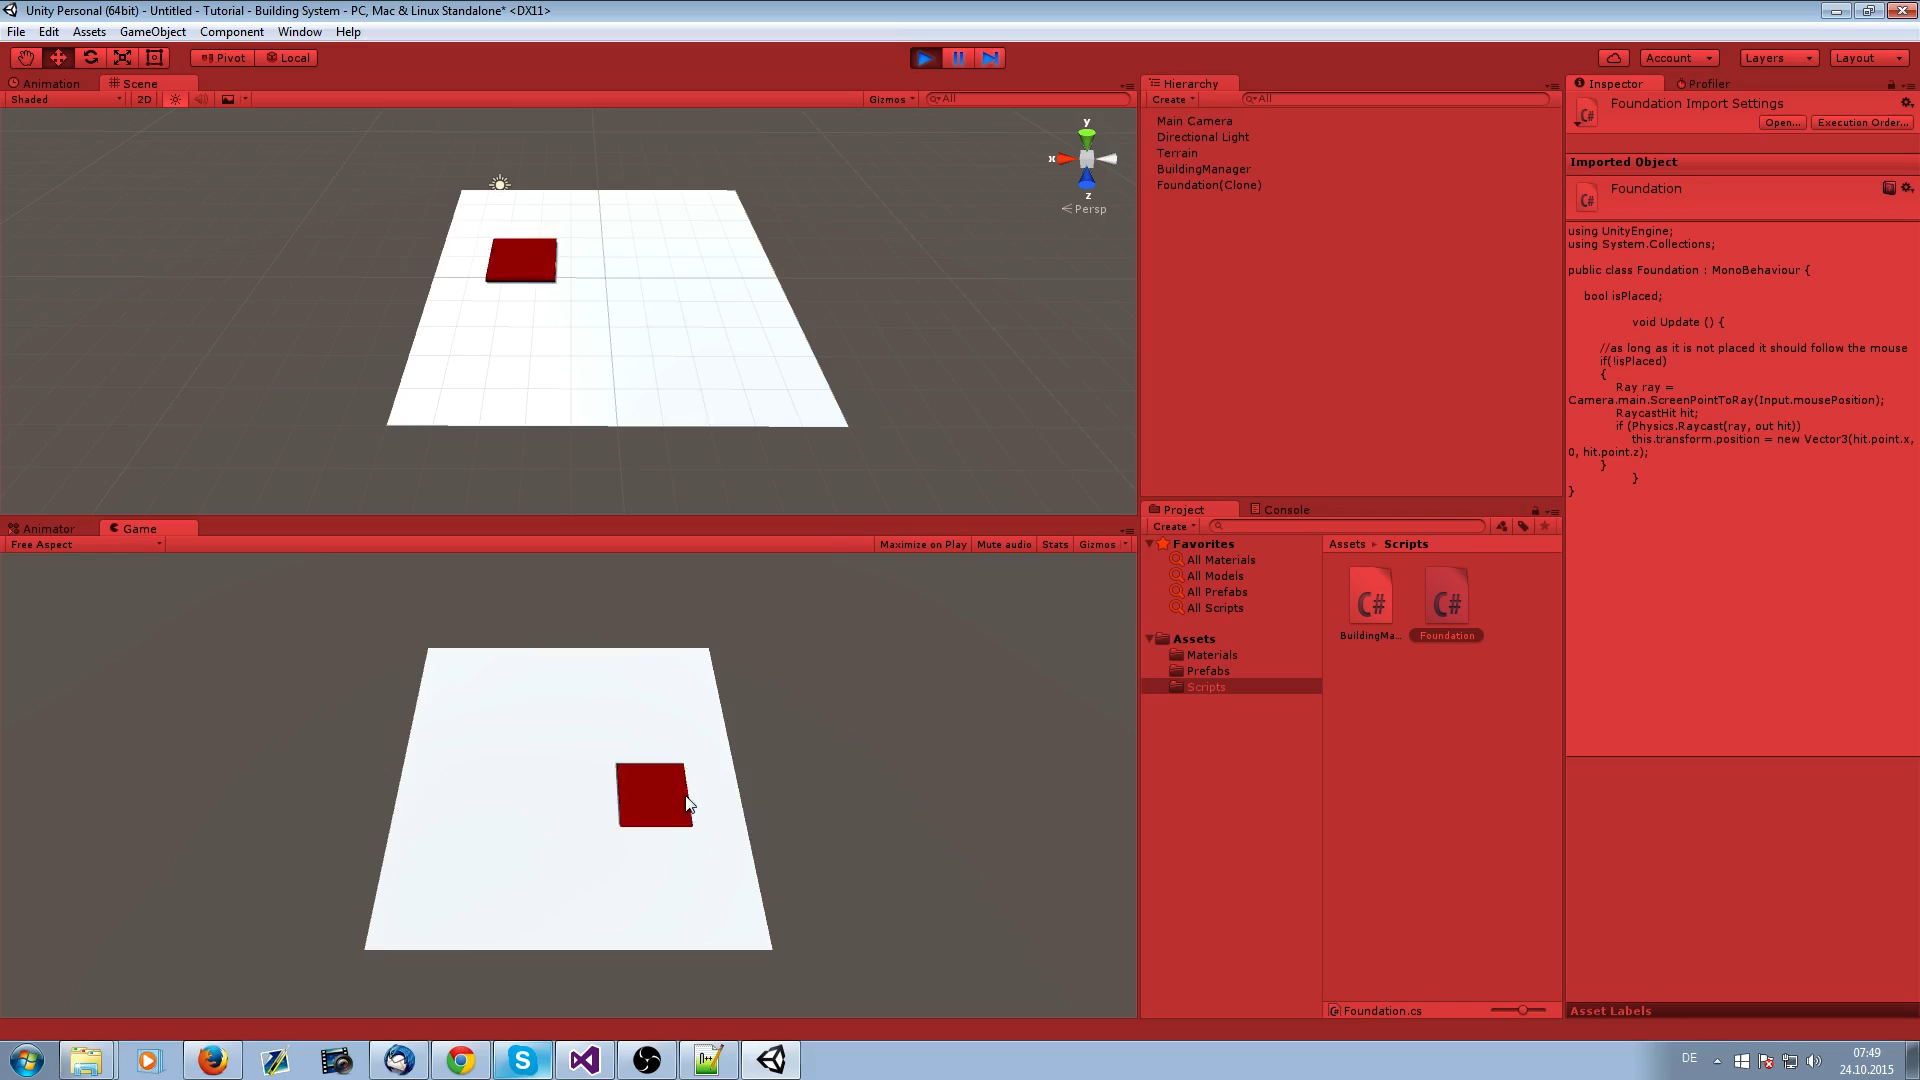 Unity Personal (64bit) - Untitled - Tutorial - Building System - PC, Mac & Linux Standalone* <DX11>
File Edit Assets GameObject Component Window Help
Pivot Local Account Layers Layout
Animation Scene
Shaded 2D Gizmos All
y
x
z
Persp
Hierarchy
Create All
Main Camera
Directional Light
Terrain
BuildingManager
Foundation(Clone)
Inspector Profiler
Foundation Import Settings
Open... Execution Order...
Imported Object
Foundation
using UnityEngine;
using System.Collections;
public class Foundation : MonoBehaviour {
bool isPlaced;
void Update () {
//as long as it is not placed it should follow the mouse
if(!isPlaced)
{
Ray ray =
Camera.main.ScreenPointToRay(Input.mousePosition);
RaycastHit hit;
if (Physics.Raycast(ray, out hit))
this.transform.position = new Vector3(hit.point.x,
0, hit.point.z);
}
}
}
Asset Labels
Animator Game
Free Aspect Maximize on Play Mute audio Stats Gizmos
Project Console
Create
Favorites
All Materials
All Models
All Prefabs
All Scripts
Assets
Materials
Prefabs
Scripts
Assets Scripts
C# C#
BuildingMa... Foundation
Foundation.cs
DE
07:49
24.10.2015